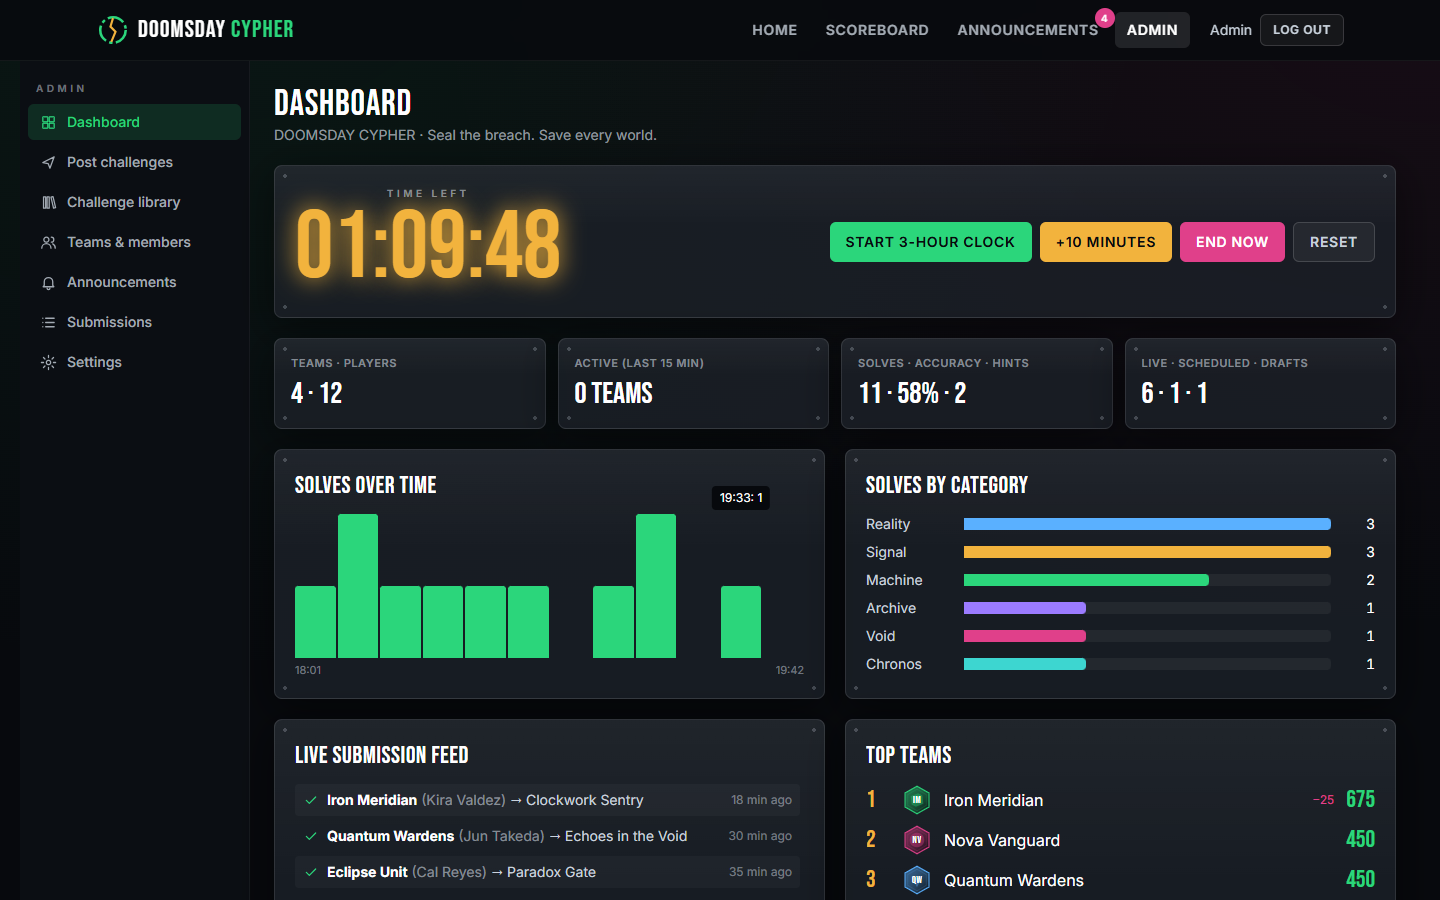 DOOMSDAY CYPHER
HOME SCOREBOARD ANNOUNCEMENTS 4 ADMIN Admin LOG OUT
ADMIN
Dashboard
Post challenges
Challenge library
Teams & members
Announcements
Submissions
Settings
DASHBOARD
DOOMSDAY CYPHER · Seal the breach. Save every world.
TIME LEFT
01:09:48
START 3-HOUR CLOCK +10 MINUTES END NOW RESET
TEAMS · PLAYERS
4 · 12
ACTIVE (LAST 15 MIN)
0 TEAMS
SOLVES · ACCURACY · HINTS
11 · 58% · 2
LIVE · SCHEDULED · DRAFTS
6 · 1 · 1
SOLVES OVER TIME
19:33: 1
18:01 19:42
SOLVES BY CATEGORY
Reality 3
Signal 3
Machine 2
Archive 1
Void 1
Chronos 1
LIVE SUBMISSION FEED
Iron Meridian (Kira Valdez) → Clockwork Sentry 18 min ago
Quantum Wardens (Jun Takeda) → Echoes in the Void 30 min ago
Eclipse Unit (Cal Reyes) → Paradox Gate 35 min ago
TOP TEAMS
1 IM Iron Meridian −25 675
2 NV Nova Vanguard 450
3 QW Quantum Wardens 450